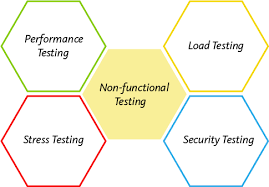 Performance
Testing
Load Testing
Non-functional
Testing
Stress Testing
Security Testing